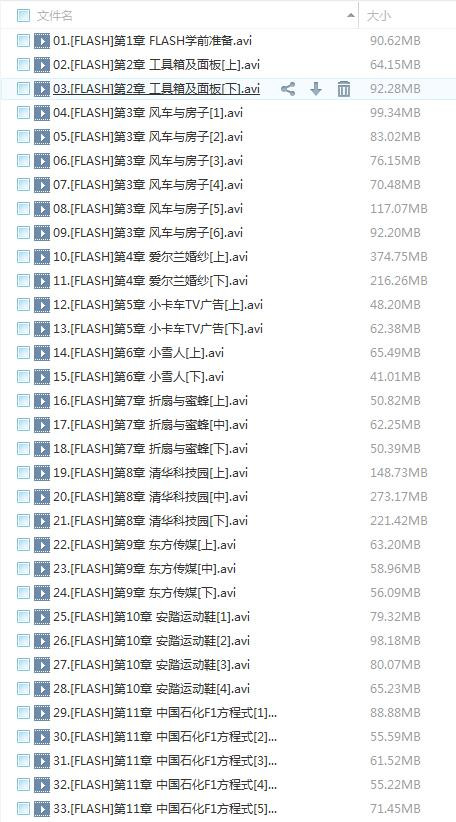 文件名 大小
01.[FLASH]第1章 FLASH学前准备.avi 90.62MB
02.[FLASH]第2章 工具箱及面板[上].avi 64.15MB
03.[FLASH]第2章 工具箱及面板[下].avi 92.28MB
04.[FLASH]第3章 风车与房子[1].avi 99.34MB
05.[FLASH]第3章 风车与房子[2].avi 83.02MB
06.[FLASH]第3章 风车与房子[3].avi 76.15MB
07.[FLASH]第3章 风车与房子[4].avi 70.48MB
08.[FLASH]第3章 风车与房子[5].avi 117.07MB
09.[FLASH]第3章 风车与房子[6].avi 92.20MB
10.[FLASH]第4章 爱尔兰婚纱[上].avi 374.75MB
11.[FLASH]第4章 爱尔兰婚纱[下].avi 216.26MB
12.[FLASH]第5章 小卡车TV广告[上].avi 48.20MB
13.[FLASH]第5章 小卡车TV广告[下].avi 62.38MB
14.[FLASH]第6章 小雪人[上].avi 65.49MB
15.[FLASH]第6章 小雪人[下].avi 41.01MB
16.[FLASH]第7章 折扇与蜜蜂[上].avi 50.82MB
17.[FLASH]第7章 折扇与蜜蜂[中].avi 62.25MB
18.[FLASH]第7章 折扇与蜜蜂[下].avi 50.39MB
19.[FLASH]第8章 清华科技园[上].avi 148.73MB
20.[FLASH]第8章 清华科技园[中].avi 273.17MB
21.[FLASH]第8章 清华科技园[下].avi 221.42MB
22.[FLASH]第9章 东方传媒[上].avi 63.20MB
23.[FLASH]第9章 东方传媒[中].avi 58.96MB
24.[FLASH]第9章 东方传媒[下].avi 56.09MB
25.[FLASH]第10章 安踏运动鞋[1].avi 79.32MB
26.[FLASH]第10章 安踏运动鞋[2].avi 98.18MB
27.[FLASH]第10章 安踏运动鞋[3].avi 80.07MB
28.[FLASH]第10章 安踏运动鞋[4].avi 65.23MB
29.[FLASH]第11章 中国石化F1方程式[1]... 88.88MB
30.[FLASH]第11章 中国石化F1方程式[2]... 55.59MB
31.[FLASH]第11章 中国石化F1方程式[3]... 61.52MB
32.[FLASH]第11章 中国石化F1方程式[4]... 55.22MB
33.[FLASH]第11章 中国石化F1方程式[5]... 71.45MB